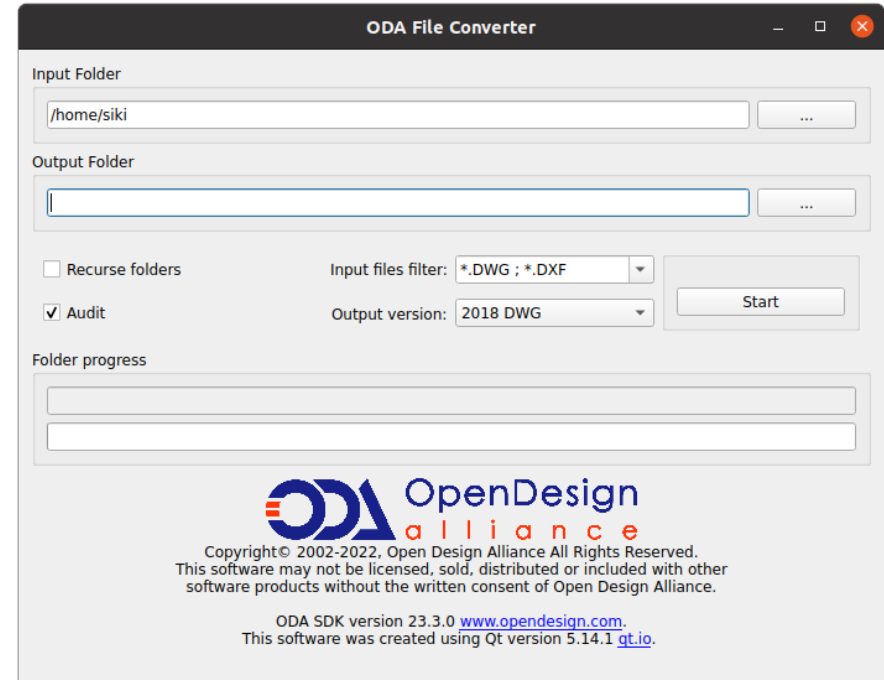 ODA File Converter
Input Folder
/home/siki
...
Output Folder
...
Recurse folders
Input files filter: *.DWG ; *.DXF
Audit
Output version: 2018 DWG
Start
Folder progress
ODA OpenDesign
alliance
Copyright© 2002-2022, Open Design Alliance All Rights Reserved.
This software may not be licensed, sold, distributed or included with other
software products without the written consent of Open Design Alliance.
ODA SDK version 23.3.0 www.opendesign.com.
This software was created using Qt version 5.14.1 qt.io.